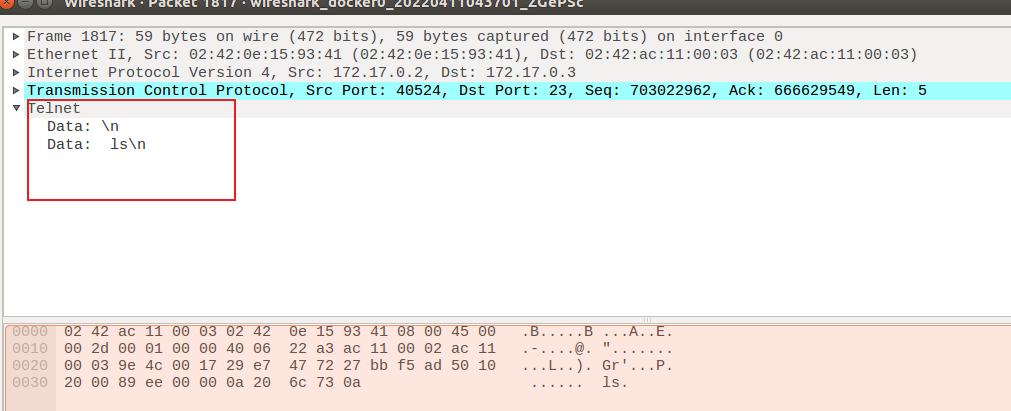 Wireshark · Packet 1817 · wireshark_docker0_20220411043701_ZGePSc
Frame 1817: 59 bytes on wire (472 bits), 59 bytes captured (472 bits) on interface 0
Ethernet II, Src: 02:42:0e:15:93:41 (02:42:0e:15:93:41), Dst: 02:42:ac:11:00:03 (02:42:ac:11:00:03)
Internet Protocol Version 4, Src: 172.17.0.2, Dst: 172.17.0.3
Transmission Control Protocol, Src Port: 40524, Dst Port: 23, Seq: 703022962, Ack: 666629549, Len: 5
Telnet
Data: \n
Data:  ls\n
0000 02 42 ac 11 00 03 02 42 0e 15 93 41 08 00 45 00 .B.....B ...A..E.
0010 00 2d 00 01 00 00 40 06 22 a3 ac 11 00 02 ac 11 .-....@. ".......
0020 00 03 9e 4c 00 17 29 e7 47 72 27 bb f5 ad 50 10 ...L..). Gr'...P.
0030 20 00 89 ee 00 00 0a 20 6c 73 0a ...... ls.